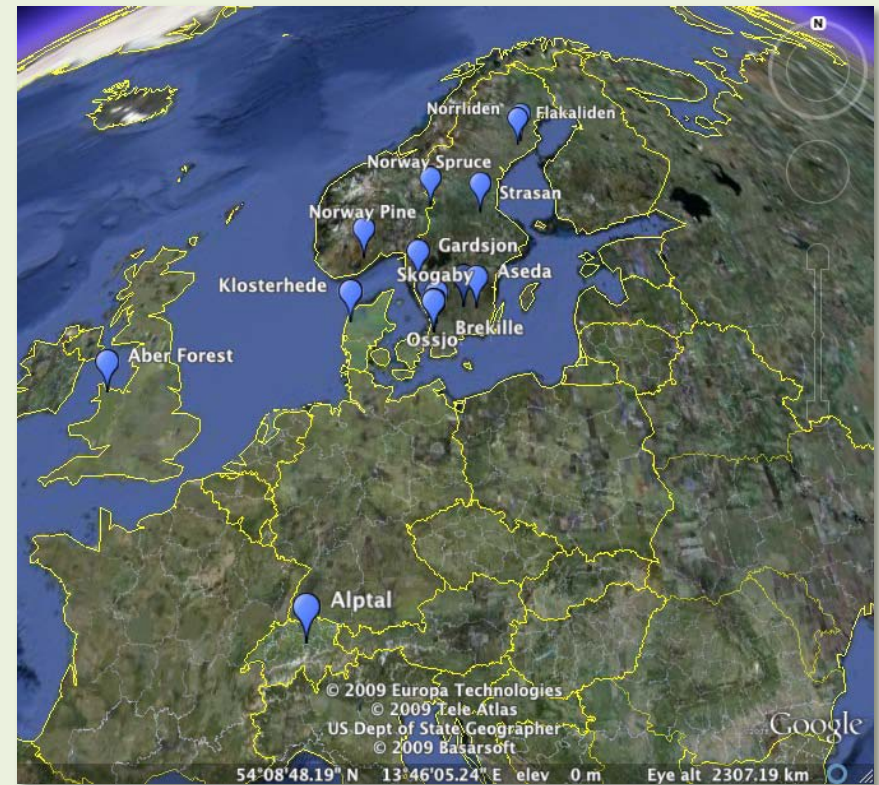 N
Norrliden
Flakaliden
Norway Spruce
Strasan
Norway Pine
Gardsjon
Skogaby
Aseda
Klosterhede
Brekille
Ossjo
Aber Forest
Alptal
© 2009 Europa Technologies
© 2009 Tele Atlas
US Dept of State Geographer
© 2009 Basarsoft
Google
54°08'48.19" N 13°46'05.24" E elev 0 m Eye alt 2307.19 km